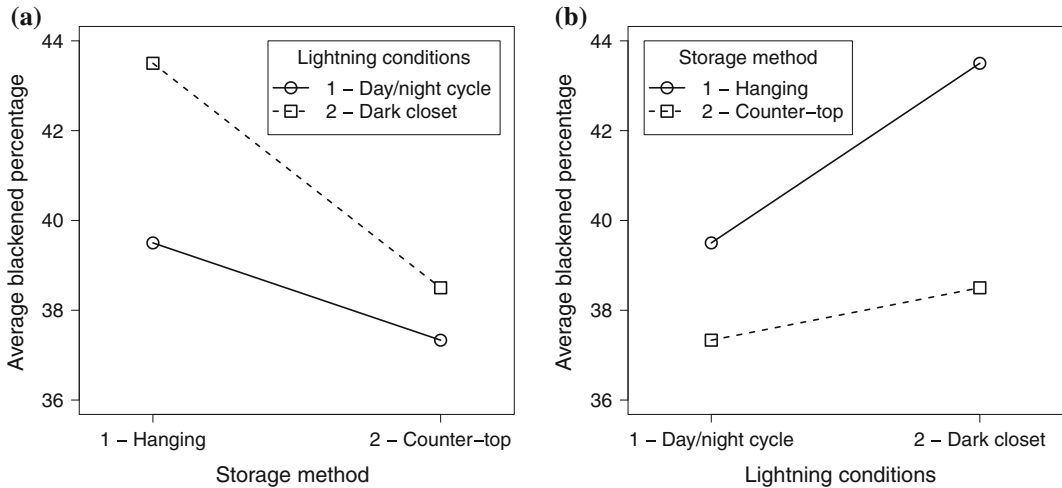 (a)
Average blackened percentage
44
42
40
38
36
Lightning conditions
1 – Day/night cycle
2 – Dark closet
1 – Hanging
2 – Counter–top
Storage method
(b)
Average blackened percentage
44
42
40
38
36
Storage method
1 – Hanging
2 – Counter–top
1 – Day/night cycle
2 – Dark closet
Lightning conditions